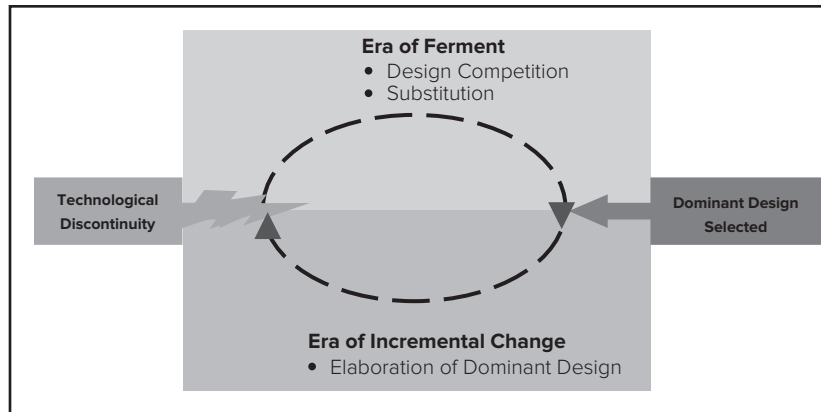 Era of Ferment
• Design Competition
• Substitution
Technological
Discontinuity
Dominant Design
Selected
Era of Incremental Change
• Elaboration of Dominant Design